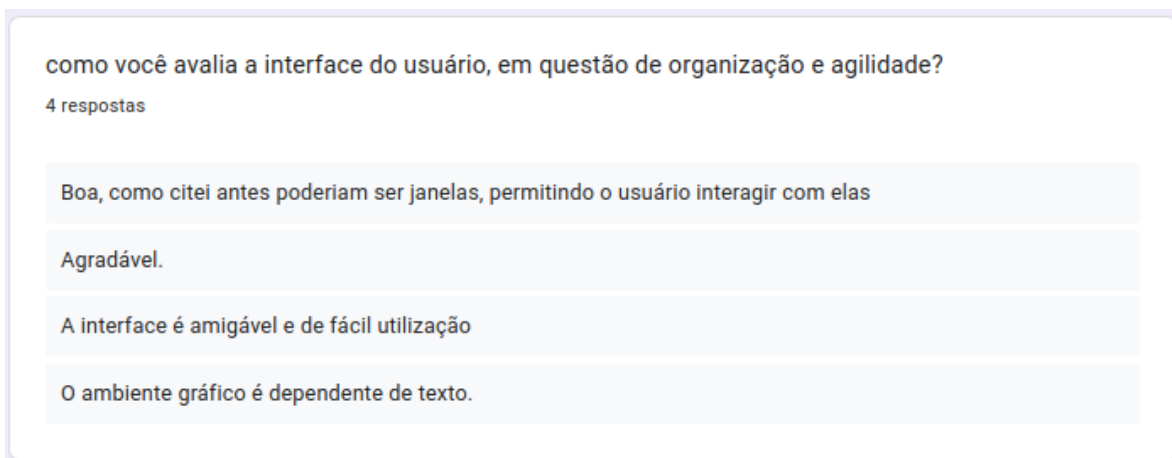 como você avalia a interface do usuário, em questão de organização e agilidade?
4 respostas
Boa, como citei antes poderiam ser janelas, permitindo o usuário interagir com elas
Agradável.
A interface é amigável e de fácil utilização
O ambiente gráfico é dependente de texto.